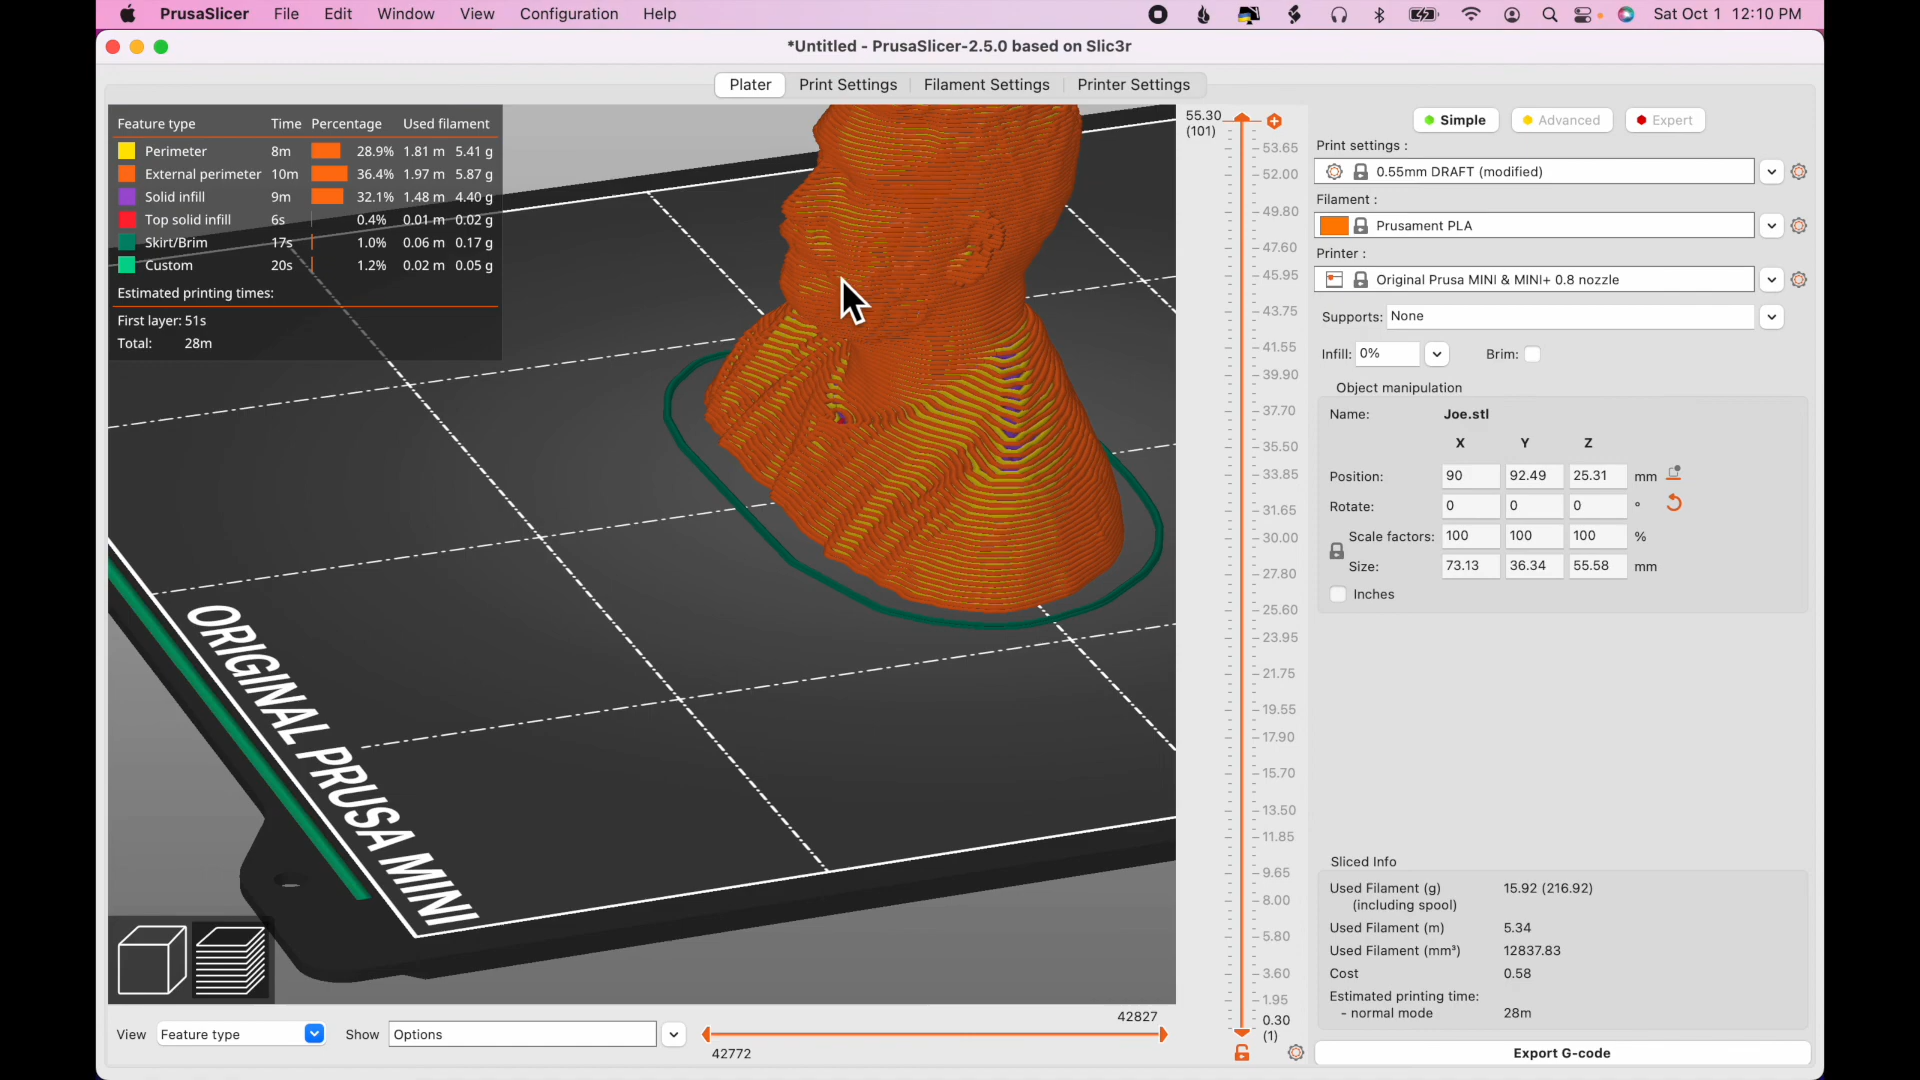 PrusaSlicer File Edit Window View Configuration Help Sat Oct 1 12:10 PM
*Untitled - PrusaSlicer-2.5.0 based on Slic3r
Plater Print Settings Filament Settings Printer Settings
Feature type Time Percentage Used filament
Perimeter 8m 28.9% 1.81 m 5.41 g
External perimeter 10m 36.4% 1.97 m 5.87 g
Solid infill 9m 32.1% 1.48 m 4.40 g
Top solid infill 6s 0.4% 0.01 m 0.02 g
Skirt/Brim 17s 1.0% 0.06 m 0.17 g
Custom 20s 1.2% 0.02 m 0.05 g
Estimated printing times:
First layer: 51s
Total: 28m
ORIGINAL PRUSA MINI
View Feature type Show Options
42827
42772
55.30
(101)
53.65
52.00
49.80
47.60
45.95
43.75
41.55
39.90
37.70
35.50
33.85
31.65
30.00
27.80
25.60
23.95
21.75
19.55
17.90
15.70
13.50
11.85
9.65
8.00
5.80
3.60
1.95
0.30
(1)
Simple Advanced Expert
Print settings :
0.55mm DRAFT (modified)
Filament :
Prusament PLA
Printer :
Original Prusa MINI & MINI+ 0.8 nozzle
Supports: None
Infill: 0% Brim:
Object manipulation
Name: Joe.stl
X Y Z
Position: 90 92.49 25.31 mm
Rotate: 0 0 0 °
Scale factors: 100 100 100 %
Size: 73.13 36.34 55.58 mm
Inches
Sliced Info
Used Filament (g) 15.92 (216.92)
(including spool)
Used Filament (m) 5.34
Used Filament (mm³) 12837.83
Cost 0.58
Estimated printing time:
- normal mode 28m
Export G-code